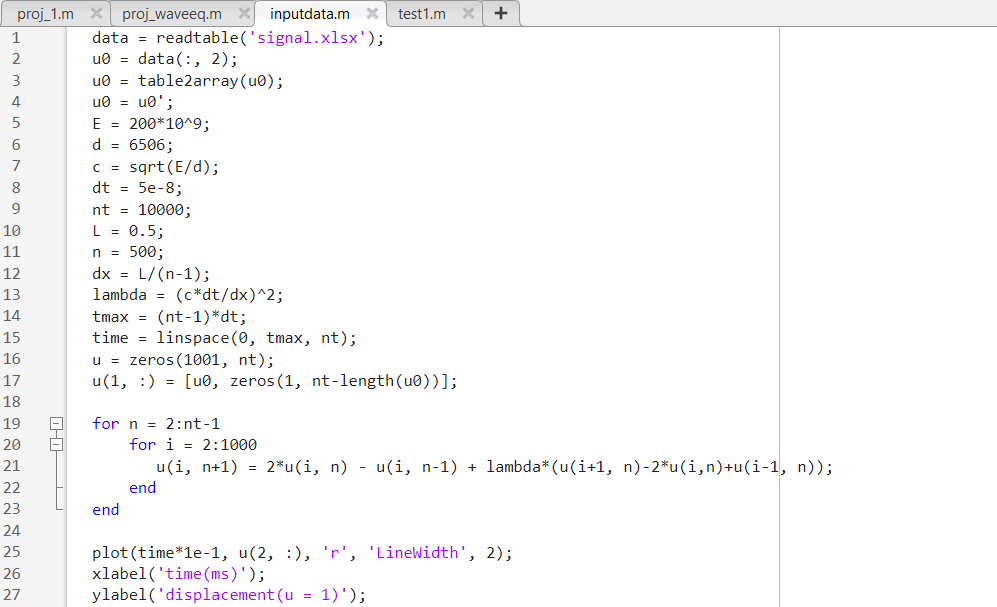 proj_1.m proj_waveeq.m inputdata.m test1.m
1 data = readtable('signal.xlsx');
2 u0 = data(:, 2);
3 u0 = table2array(u0);
4 u0 = u0';
5 E = 200*10^9;
6 d = 6506;
7 c = sqrt(E/d);
8 dt = 5e-8;
9 nt = 10000;
10 L = 0.5;
11 n = 500;
12 dx = L/(n-1);
13 lambda = (c*dt/dx)^2;
14 tmax = (nt-1)*dt;
15 time = linspace(0, tmax, nt);
16 u = zeros(1001, nt);
17 u(1, :) = [u0, zeros(1, nt-length(u0))];
18
19 for n = 2:nt-1
20 for i = 2:1000
21 u(i, n+1) = 2*u(i, n) - u(i, n-1) + lambda*(u(i+1, n)-2*u(i,n)+u(i-1, n));
22 end
23 end
24
25 plot(time*1e-1, u(2, :), 'r', 'LineWidth', 2);
26 xlabel('time(ms)');
27 ylabel('displacement(u = 1)');